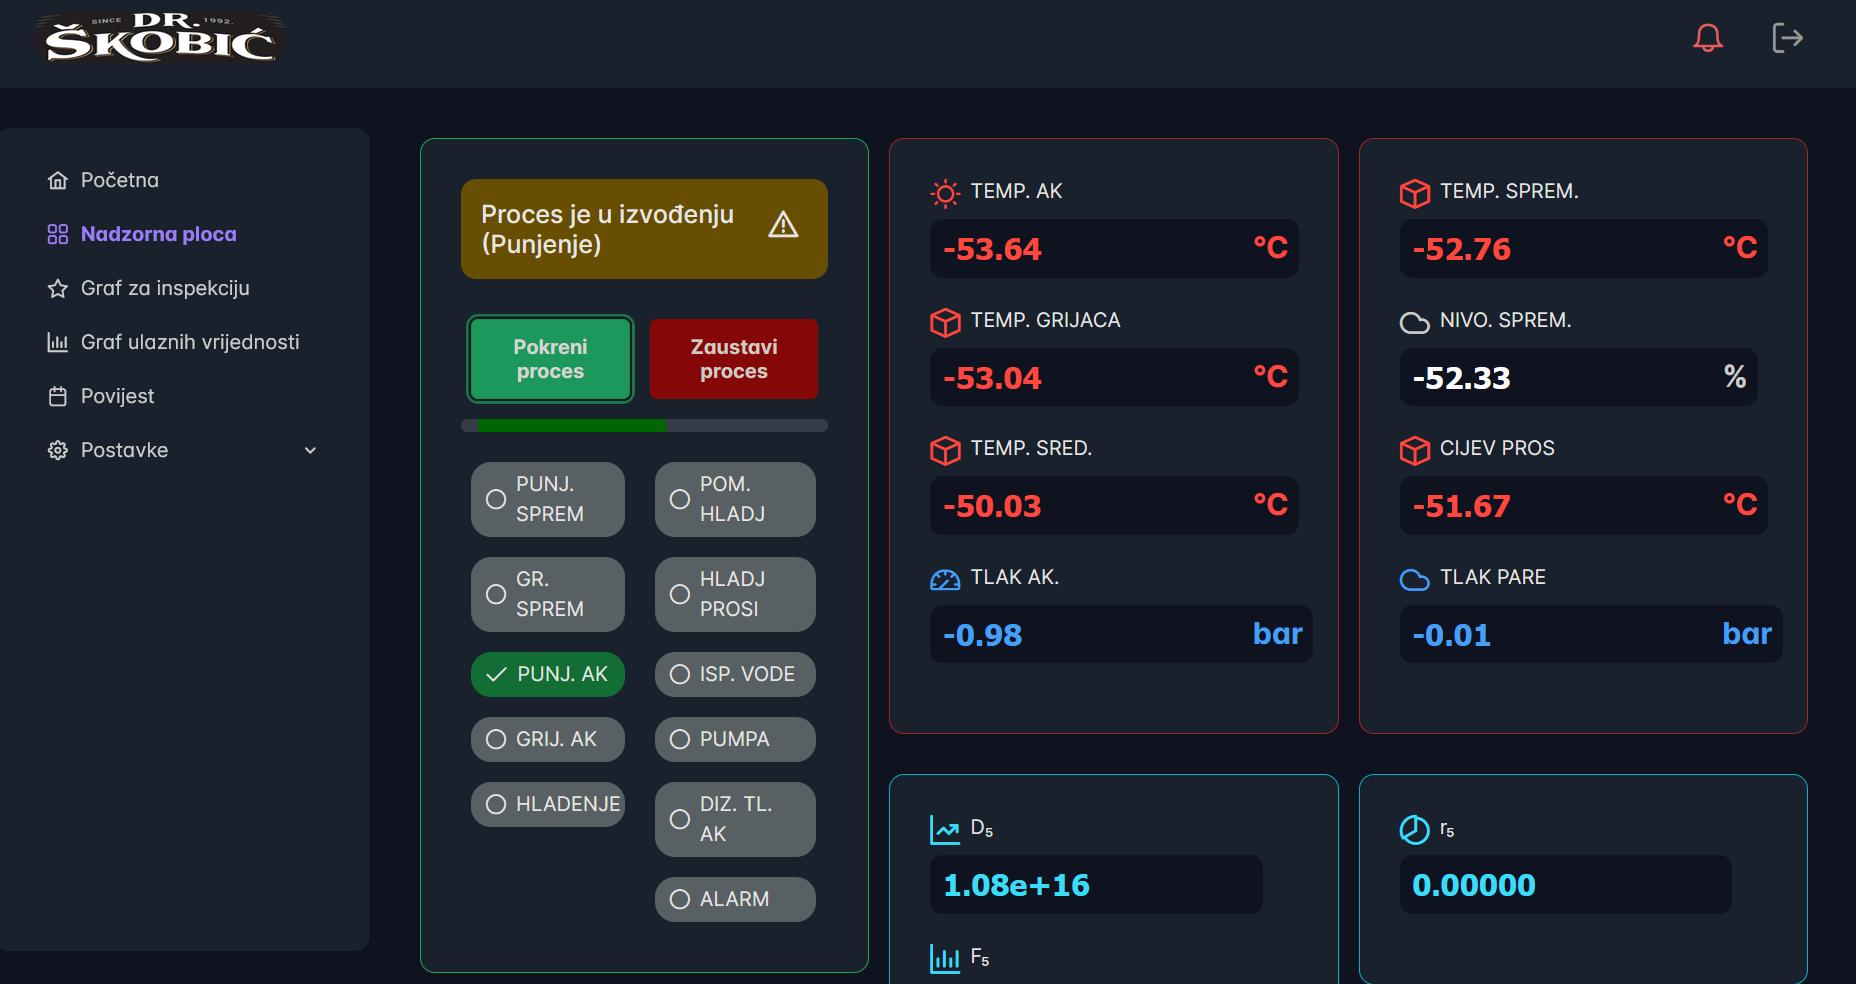 SINCE DR. 1992.
ŠKOBIĆ
Početna
Nadzorna ploca
Graf za inspekciju
Graf ulaznih vrijednosti
Povijest
Postavke
Proces je u izvođenju
(Punjenje)
Pokreni
proces
Zaustavi
proces
PUNJ.
SPREM
POM.
HLADJ
GR.
SPREM
HLADJ
PROSI
PUNJ. AK
ISP. VODE
GRIJ. AK
PUMPA
HLADENJE
DIZ. TL.
AK
ALARM
TEMP. AK
-53.64 °C
TEMP. GRIJACA
-53.04 °C
TEMP. SRED.
-50.03 °C
TLAK AK.
-0.98 bar
TEMP. SPREM.
-52.76 °C
NIVO. SPREM.
-52.33 %
CIJEV PROS
-51.67 °C
TLAK PARE
-0.01 bar
D₅
1.08e+16
F₅
r₅
0.00000